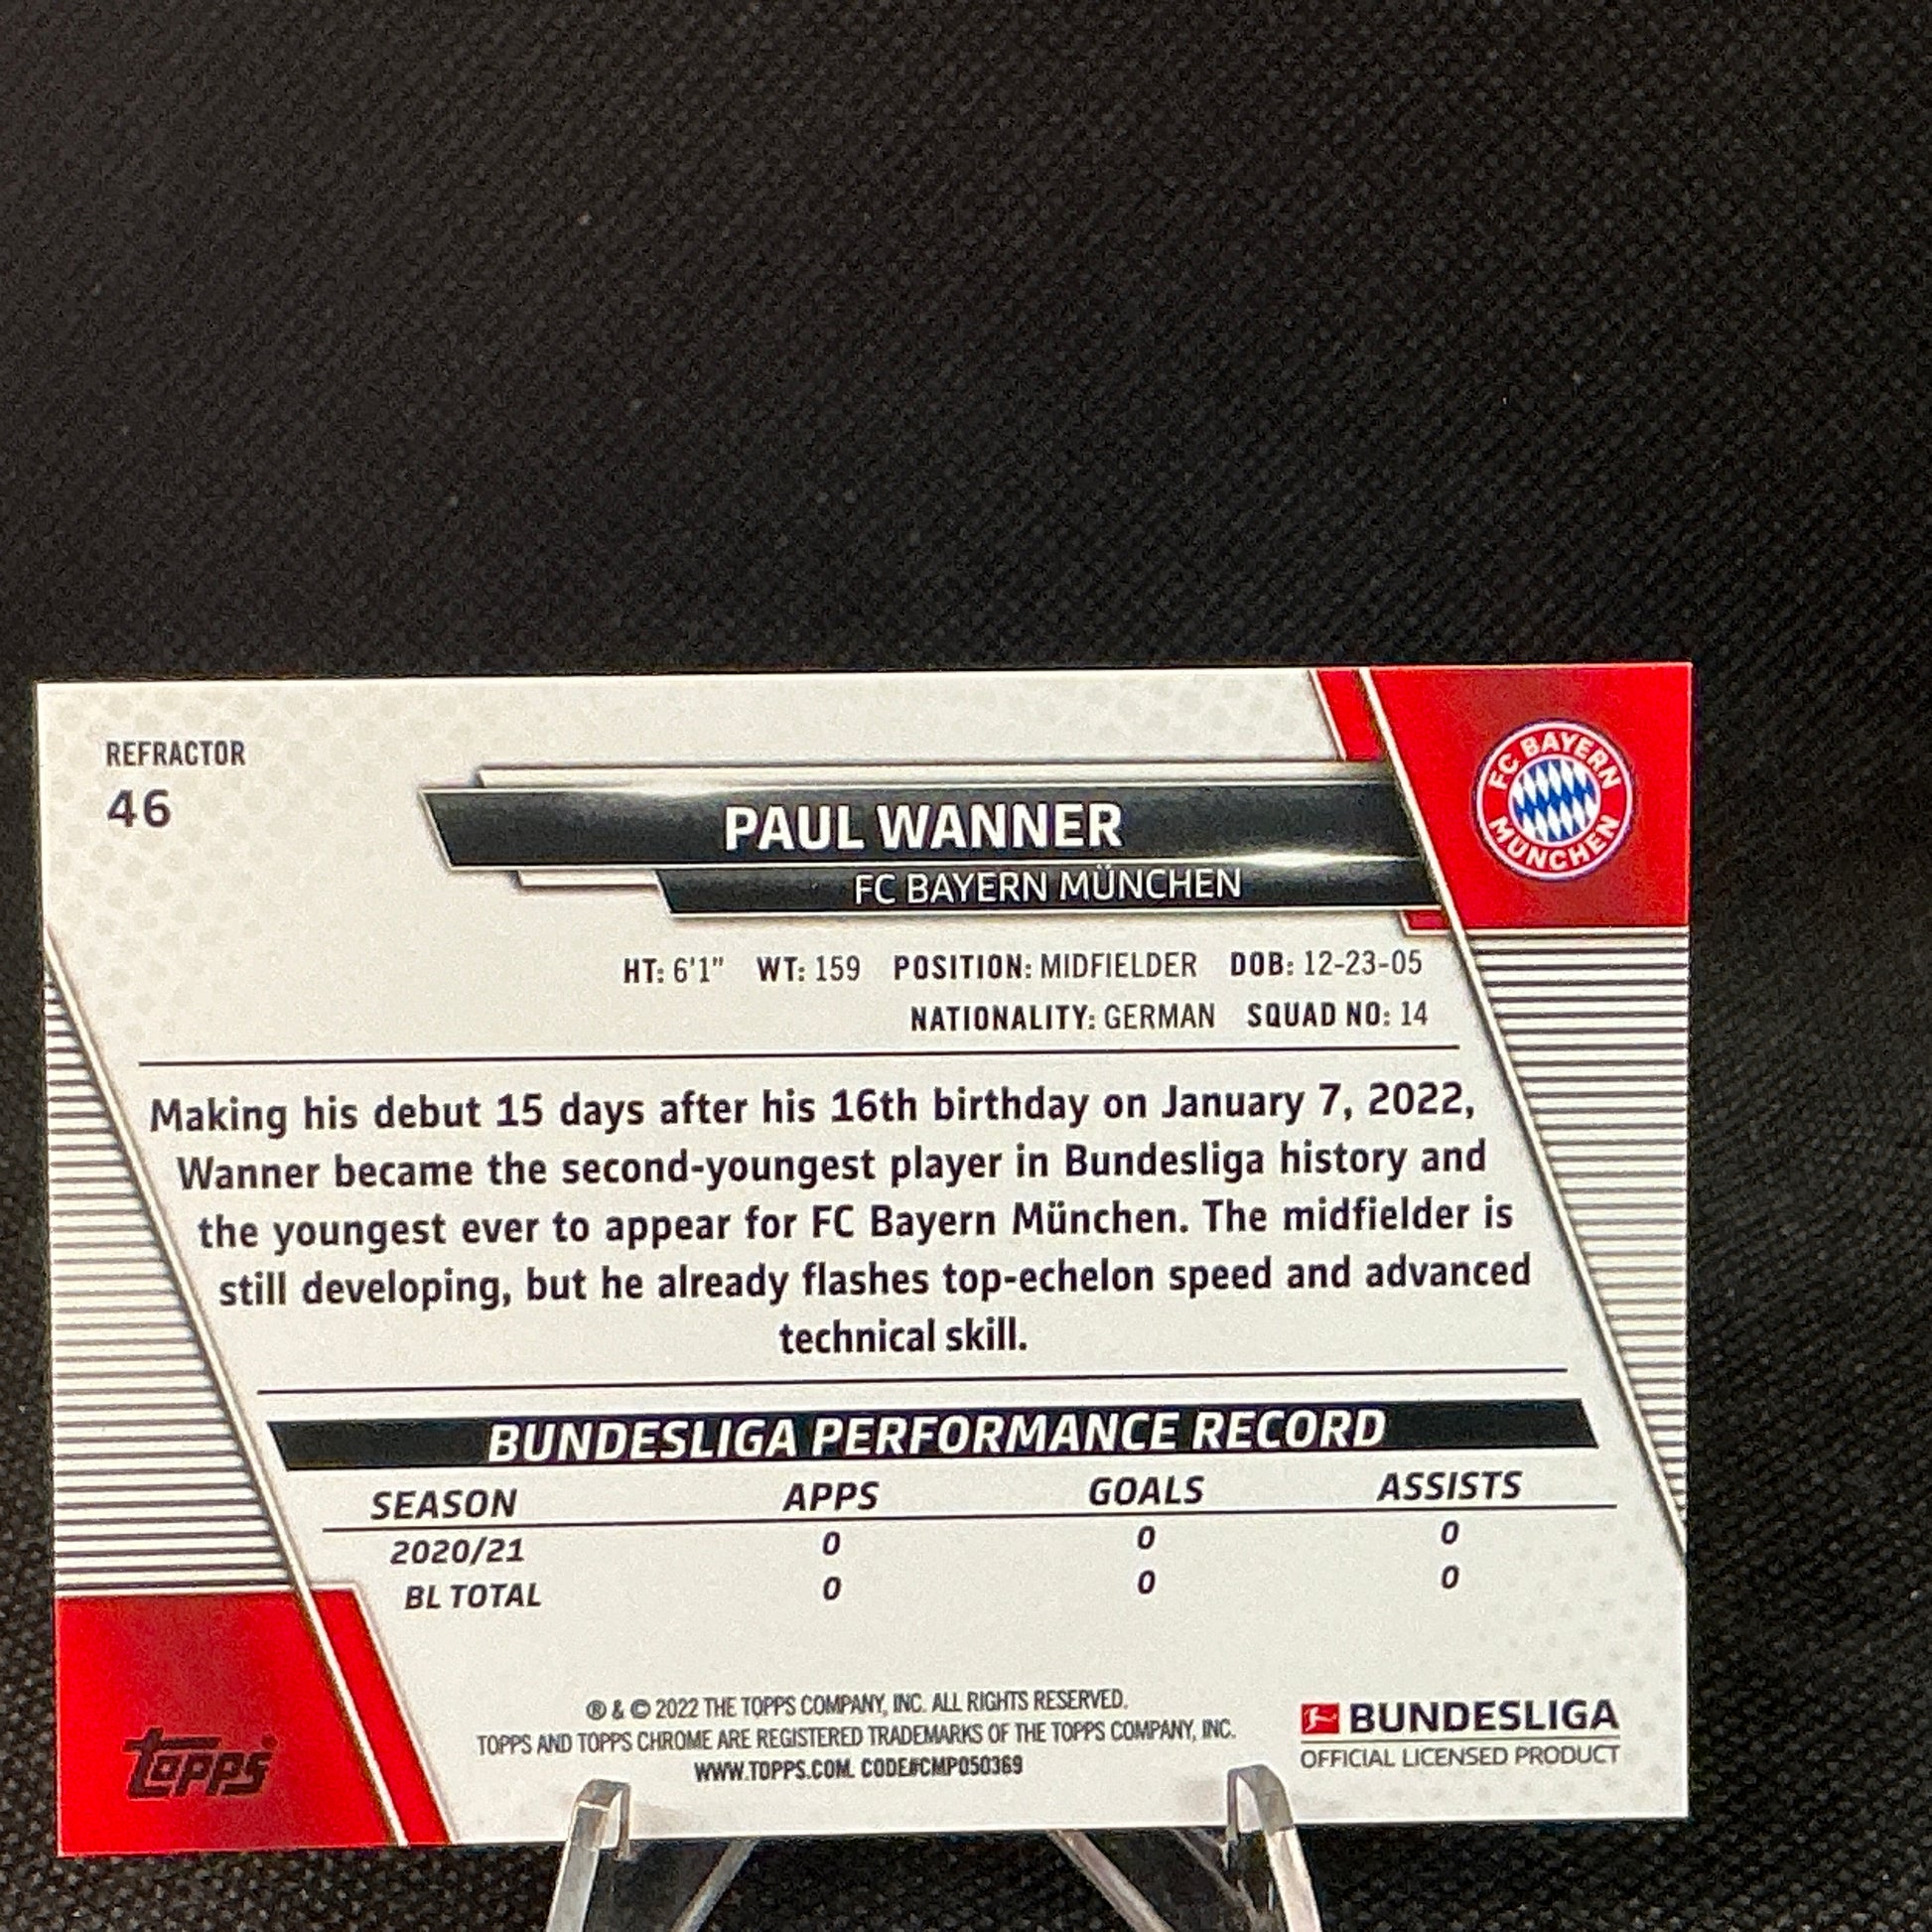 REFRACTOR
46
PAUL WANNER
FC BAYERN MÜNCHEN
FC BAYERN
MÜNCHEN
HT: 6'1" WT: 159 POSITION: MIDFIELDER DOB: 12-23-05
NATIONALITY: GERMAN SQUAD NO: 14
Making his debut 15 days after his 16th birthday on January 7, 2022,
Wanner became the second-youngest player in Bundesliga history and
the youngest ever to appear for FC Bayern München. The midfielder is
still developing, but he already flashes top-echelon speed and advanced
technical skill.
BUNDESLIGA PERFORMANCE RECORD
SEASON APPS GOALS ASSISTS
2020/21 0 0 0
BL TOTAL 0 0 0
® & © 2022 THE TOPPS COMPANY, INC. ALL RIGHTS RESERVED.
TOPPS AND TOPPS CHROME ARE REGISTERED TRADEMARKS OF THE TOPPS COMPANY, INC.
WWW.TOPPS.COM. CODE#CMP050369
topps
BUNDESLIGA
OFFICIAL LICENSED PRODUCT